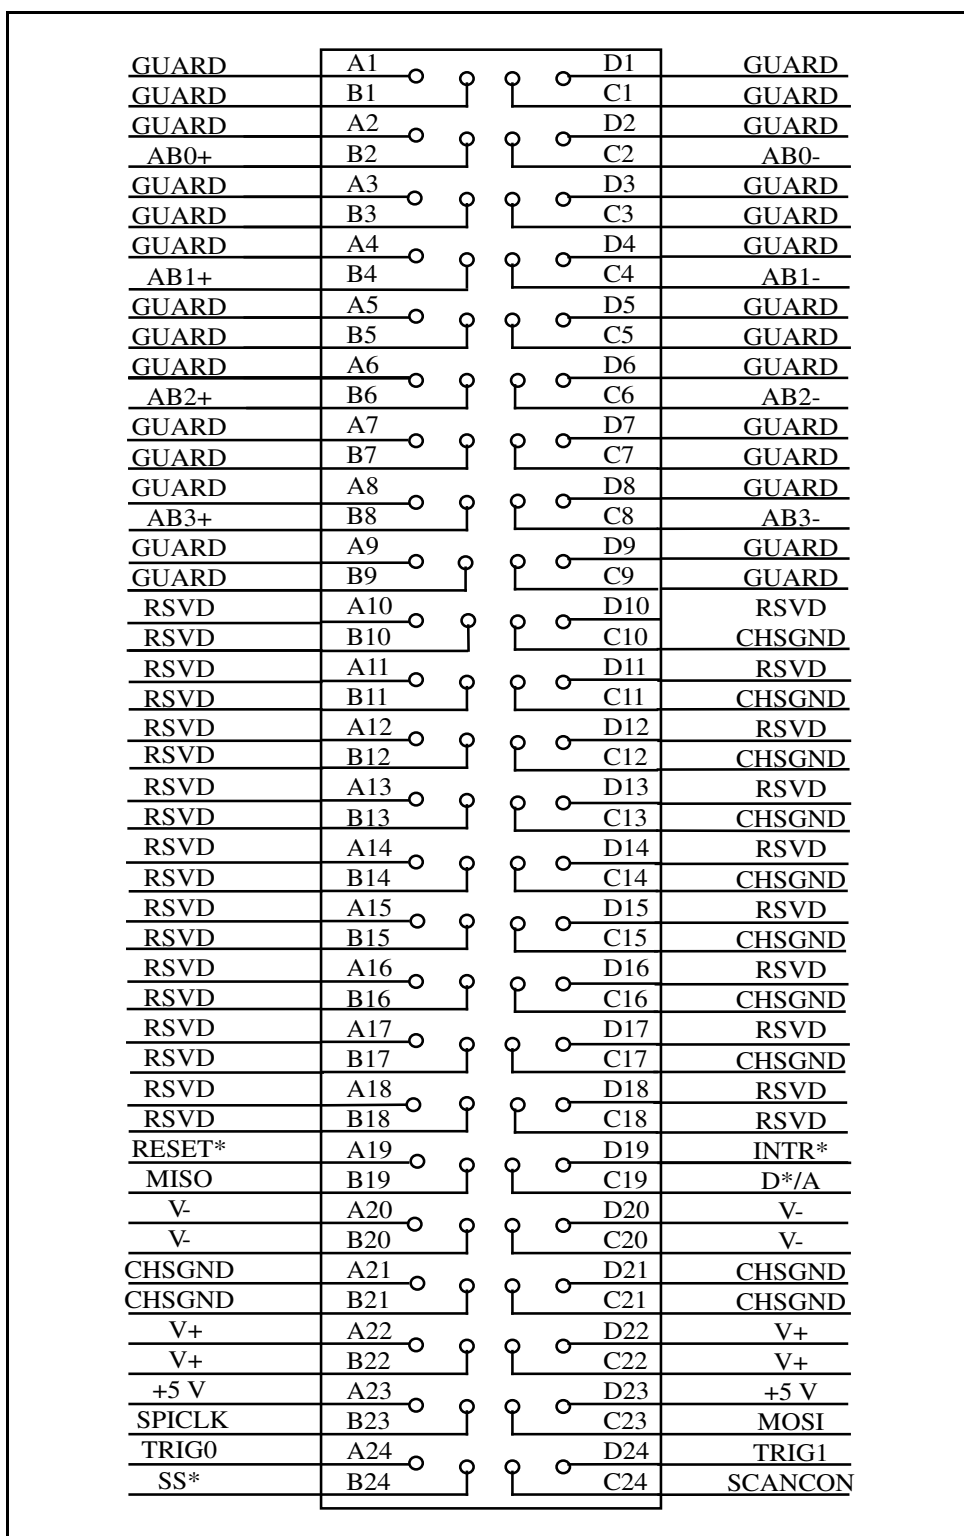 GUARD A1 D1 GUARD
GUARD B1 C1 GUARD
GUARD A2 D2 GUARD
AB0+ B2 C2 AB0-
GUARD A3 D3 GUARD
GUARD B3 C3 GUARD
GUARD A4 D4 GUARD
AB1+ B4 C4 AB1-
GUARD A5 D5 GUARD
GUARD B5 C5 GUARD
GUARD A6 D6 GUARD
AB2+ B6 C6 AB2-
GUARD A7 D7 GUARD
GUARD B7 C7 GUARD
GUARD A8 D8 GUARD
AB3+ B8 C8 AB3-
GUARD A9 D9 GUARD
GUARD B9 C9 GUARD
RSVD A10 D10 RSVD
RSVD B10 C10 CHSGND
RSVD A11 D11 RSVD
RSVD B11 C11 CHSGND
RSVD A12 D12 RSVD
RSVD B12 C12 CHSGND
RSVD A13 D13 RSVD
RSVD B13 C13 CHSGND
RSVD A14 D14 RSVD
RSVD B14 C14 CHSGND
RSVD A15 D15 RSVD
RSVD B15 C15 CHSGND
RSVD A16 D16 RSVD
RSVD B16 C16 CHSGND
RSVD A17 D17 RSVD
RSVD B17 C17 CHSGND
RSVD A18 D18 RSVD
RSVD B18 C18 RSVD
RESET* A19 D19 INTR*
MISO B19 C19 D*/A
V- A20 D20 V-
V- B20 C20 V-
CHSGND A21 D21 CHSGND
CHSGND B21 C21 CHSGND
V+ A22 D22 V+
V+ B22 C22 V+
+5 V A23 D23 +5 V
SPICLK B23 C23 MOSI
TRIG0 A24 D24 TRIG1
SS* B24 C24 SCANCON